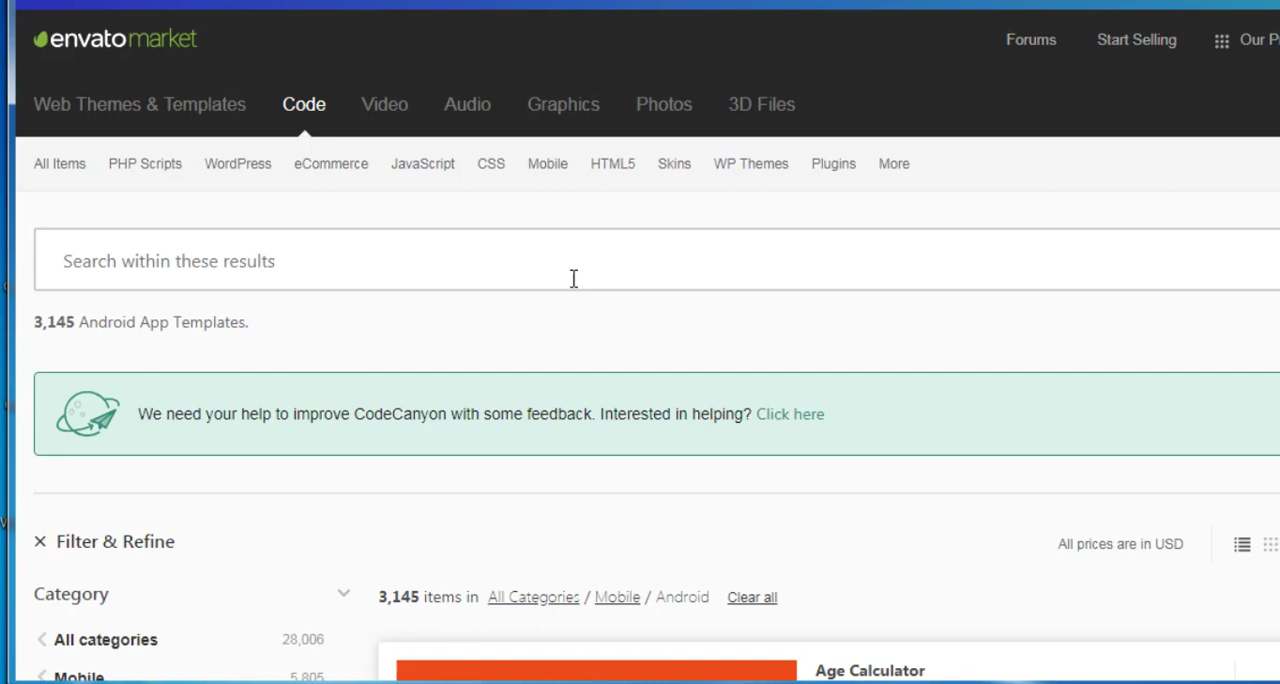 envatomarket
Forums Start Selling Our
Web Themes & Templates Code Video Audio Graphics Photos 3D Files
All Items PHP Scripts WordPress eCommerce JavaScript CSS Mobile HTML5 Skins WP Themes Plugins More
Search within these results
3,145 Android App Templates.
We need your help to improve CodeCanyon with some feedback. Interested in helping? Click here
× Filter & Refine
All prices are in USD
Category
3,145 items in All Categories / Mobile / Android Clear all
All categories 28,006
Mobile 5,805
Age Calculator